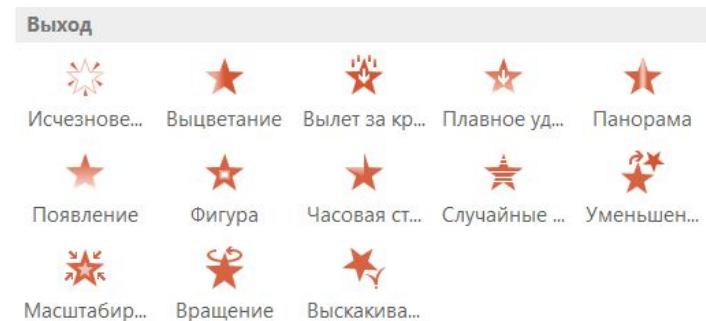 Выход
Исчезнове... Выцветание Вылет за кр... Плавное уд... Панорама
Появление Фигура Часовая ст... Случайные ... Уменьшен...
Масштабир... Вращение Выскакива...